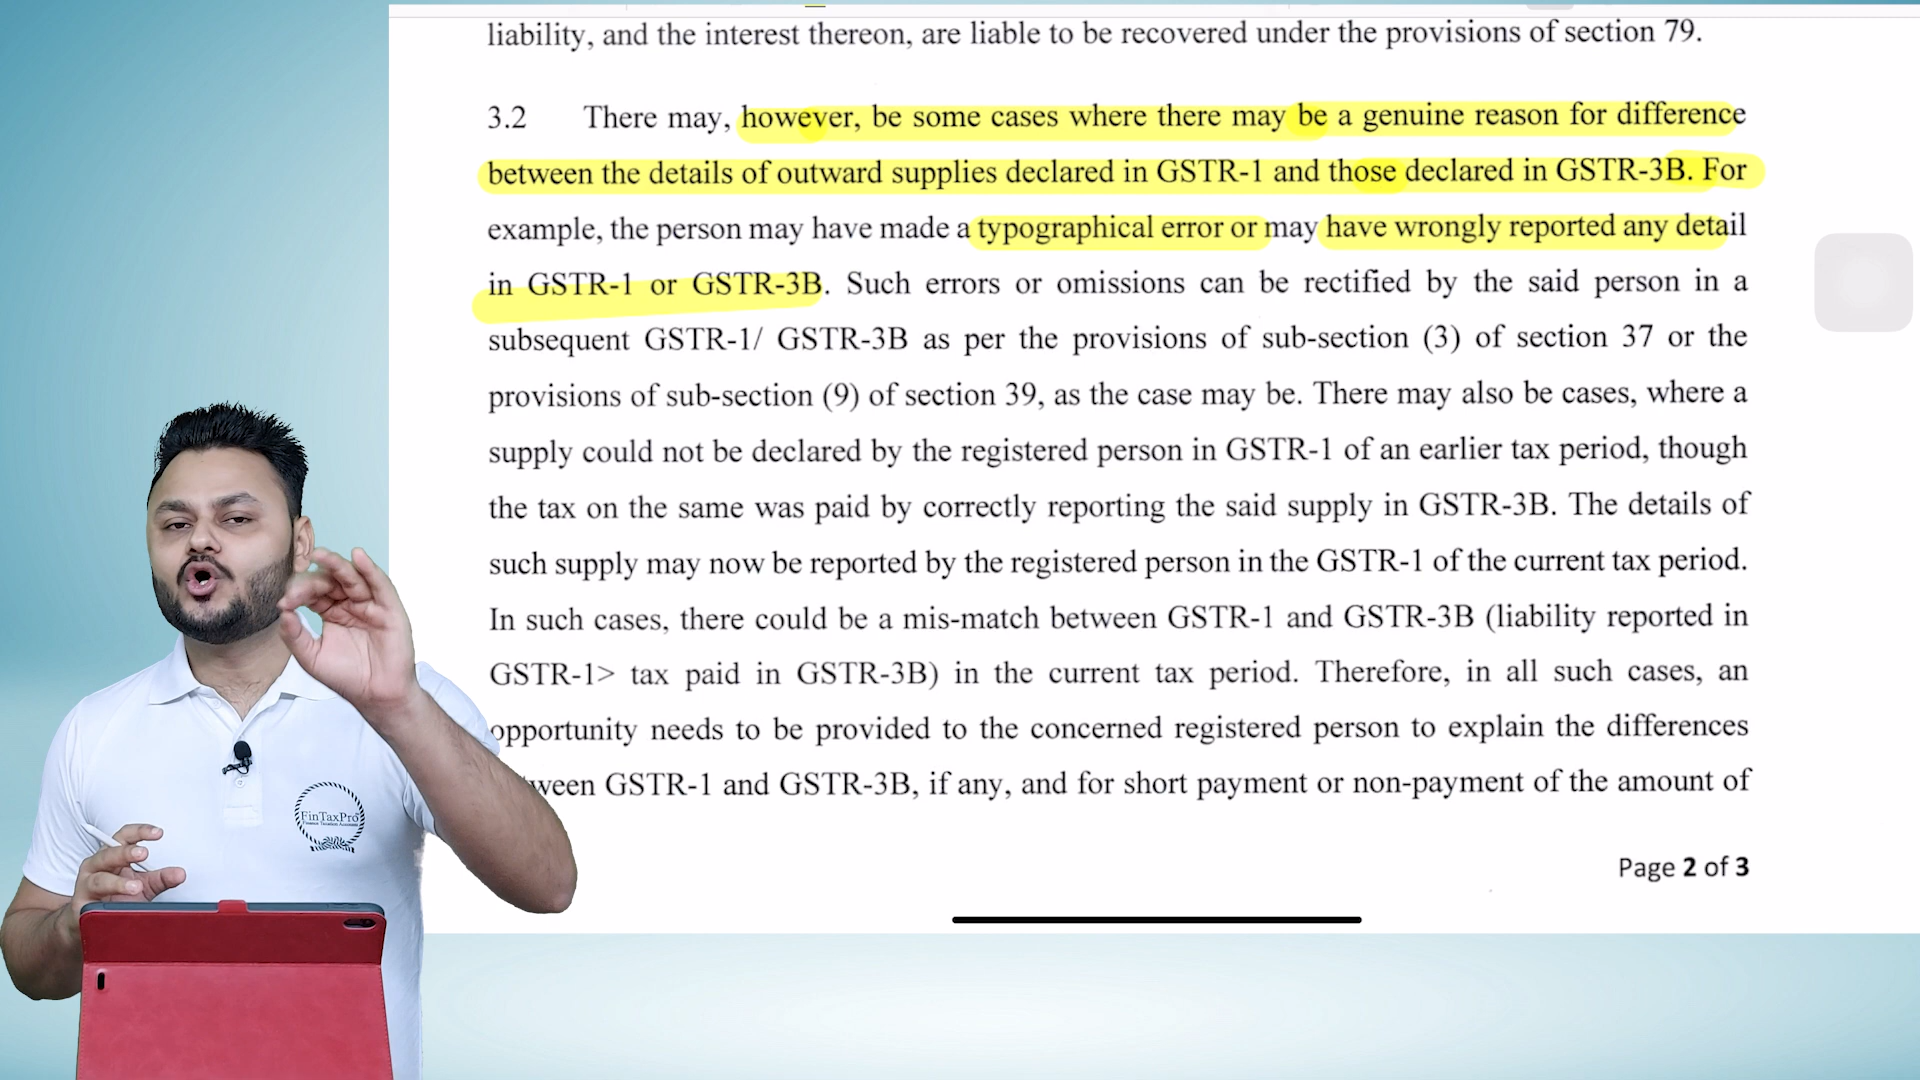 liability, and the interest thereon, are liable to be recovered under the provisions of section 79.
3.2 There may, however, be some cases where there may be a genuine reason for difference
between the details of outward supplies declared in GSTR-1 and those declared in GSTR-3B. For
example, the person may have made a typographical error or may have wrongly reported any detail
in GSTR-1 or GSTR-3B. Such errors or omissions can be rectified by the said person in a
subsequent GSTR-1/ GSTR-3B as per the provisions of sub-section (3) of section 37 or the
provisions of sub-section (9) of section 39, as the case may be. There may also be cases, where a
supply could not be declared by the registered person in GSTR-1 of an earlier tax period, though
the tax on the same was paid by correctly reporting the said supply in GSTR-3B. The details of
such supply may now be reported by the registered person in the GSTR-1 of the current tax period.
In such cases, there could be a mis-match between GSTR-1 and GSTR-3B (liability reported in
GSTR-1> tax paid in GSTR-3B) in the current tax period. Therefore, in all such cases, an
opportunity needs to be provided to the concerned registered person to explain the differences
ween GSTR-1 and GSTR-3B, if any, and for short payment or non-payment of the amount of
Page 2 of 3
FinTaxPro